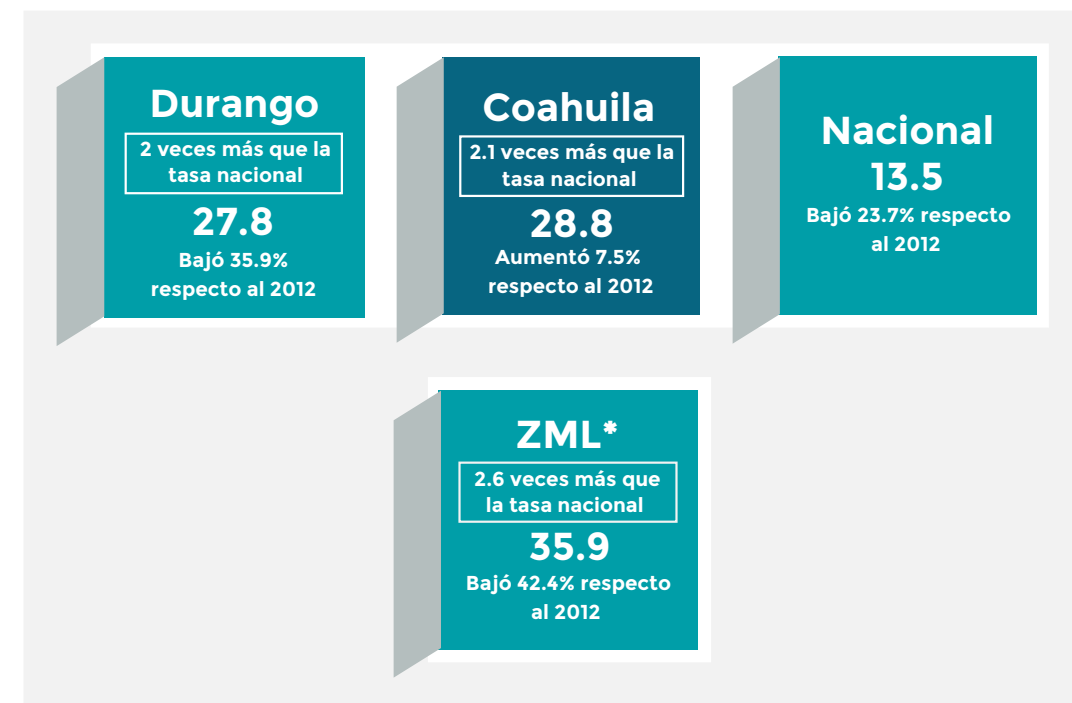 Durango
2 veces más que la
tasa nacional
27.8
Bajó 35.9%
respecto al 2012
Coahuila
2.1 veces más que la
tasa nacional
28.8
Aumentó 7.5%
respecto al 2012
Nacional
13.5
Bajó 23.7% respecto
al 2012
ZML*
2.6 veces más que
la tasa nacional
35.9
Bajó 42.4% respecto
al 2012